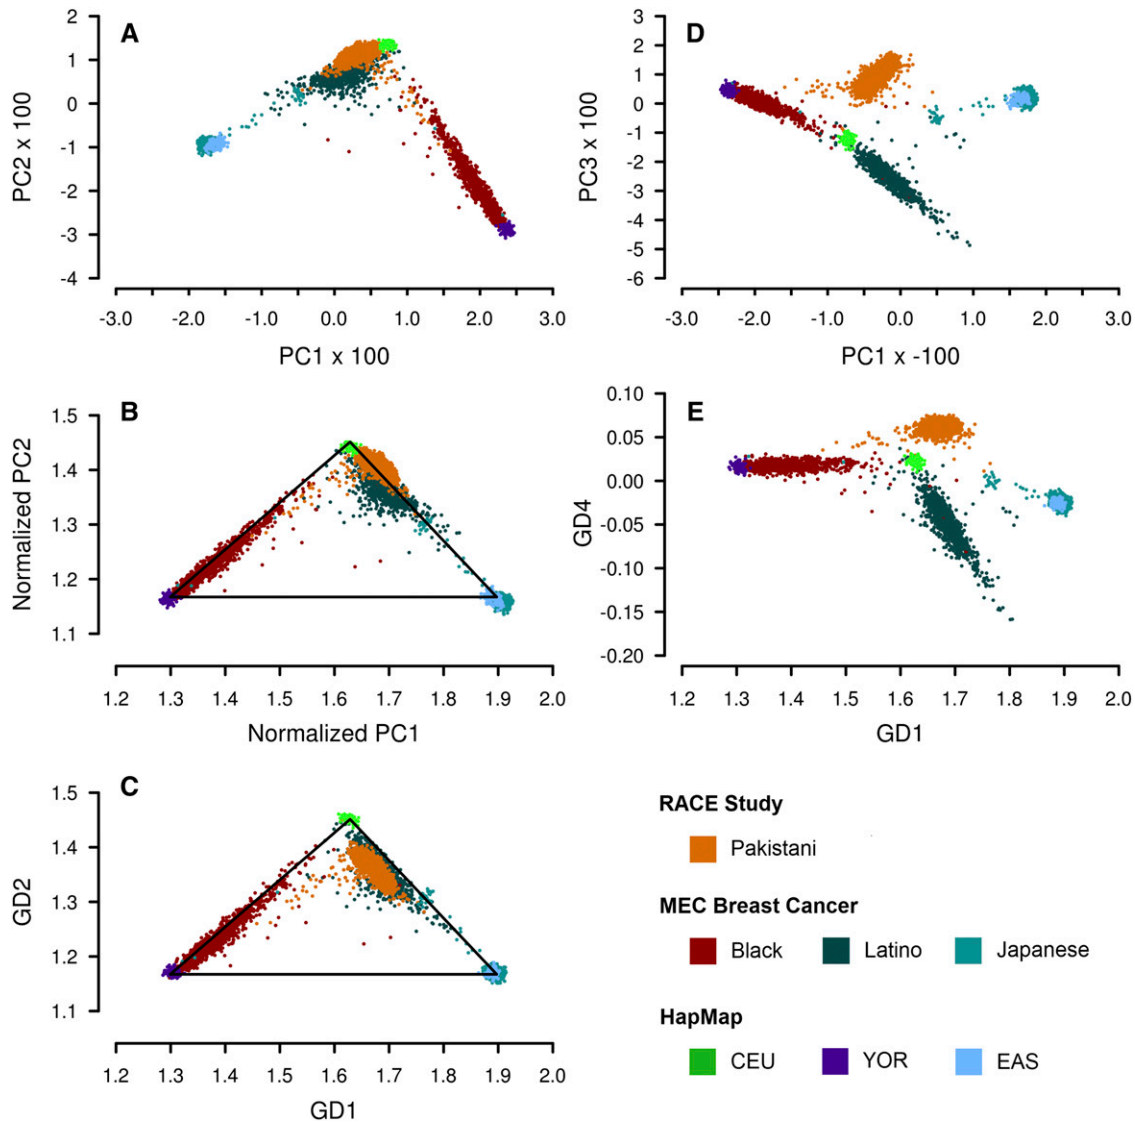 A
2
1
0
-1
-2
-3
-4
PC2 x 100
-3.0 -2.0 -1.0 0.0 1.0 2.0 3.0
PC1 x 100
D
3
2
1
0
-1
-2
-3
-4
-5
-6
PC3 x 100
-3.0 -2.0 -1.0 0.0 1.0 2.0 3.0
PC1 x -100
B
1.5
1.4
1.3
1.2
1.1
Normalized PC2
1.2 1.3 1.4 1.5 1.6 1.7 1.8 1.9 2.0
Normalized PC1
E
0.10
0.05
0.00
-0.05
-0.10
-0.15
-0.20
GD4
1.2 1.3 1.4 1.5 1.6 1.7 1.8 1.9 2.0
GD1
C
1.5
1.4
1.3
1.2
1.1
GD2
1.2 1.3 1.4 1.5 1.6 1.7 1.8 1.9 2.0
GD1
RACE Study
Pakistani
MEC Breast Cancer
Black Latino Japanese
HapMap
CEU YOR EAS